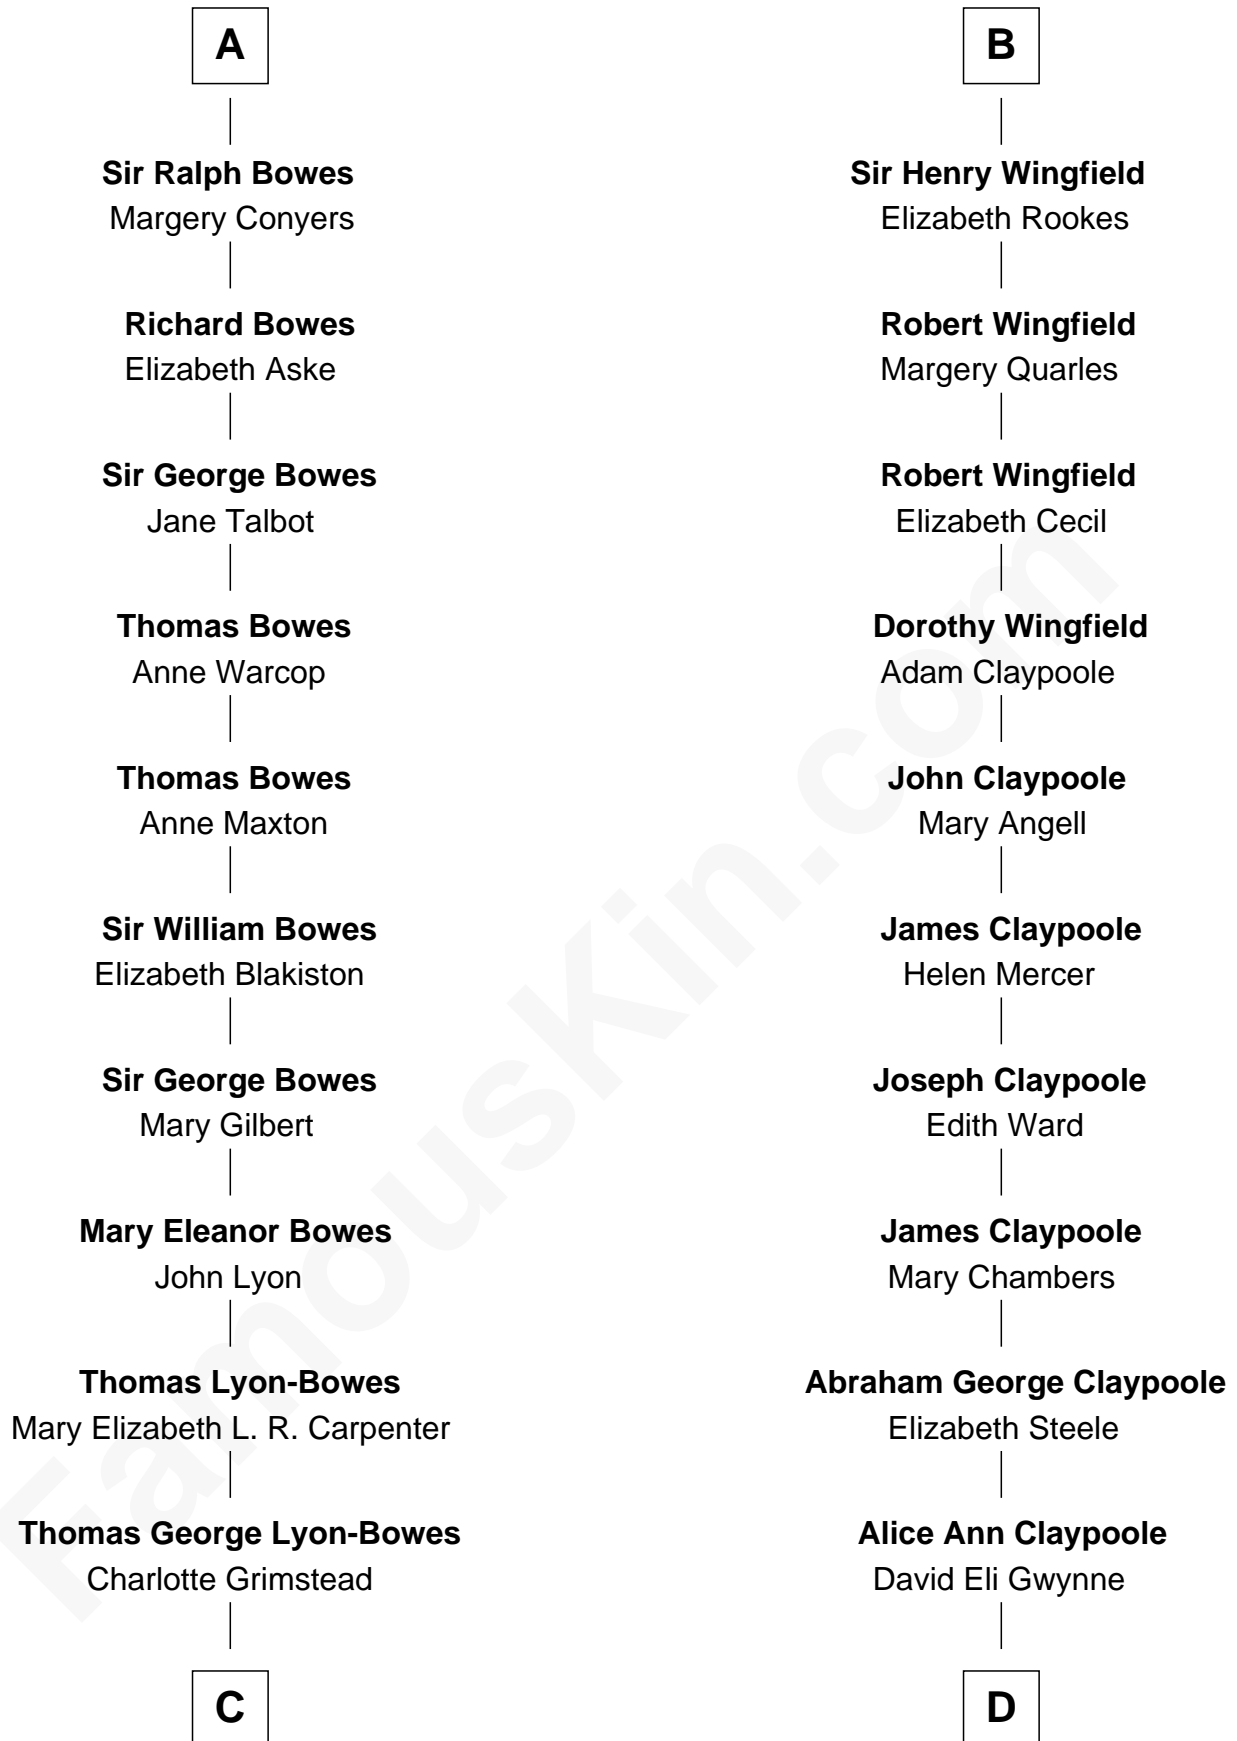 A
Sir Ralph Bowes
Margery Conyers
Richard Bowes
Elizabeth Aske
Sir George Bowes
Jane Talbot
Thomas Bowes
Anne Warcop
Thomas Bowes
Anne Maxton
Sir William Bowes
Elizabeth Blakiston
Sir George Bowes
Mary Gilbert
Mary Eleanor Bowes
John Lyon
Thomas Lyon-Bowes
Mary Elizabeth L. R. Carpenter
Thomas George Lyon-Bowes
Charlotte Grimstead
C
B
Sir Henry Wingfield
Elizabeth Rookes
Robert Wingfield
Margery Quarles
Robert Wingfield
Elizabeth Cecil
Dorothy Wingfield
Adam Claypoole
John Claypoole
Mary Angell
James Claypoole
Helen Mercer
Joseph Claypoole
Edith Ward
James Claypoole
Mary Chambers
Abraham George Claypoole
Elizabeth Steele
Alice Ann Claypoole
David Eli Gwynne
D
FamousKin.com